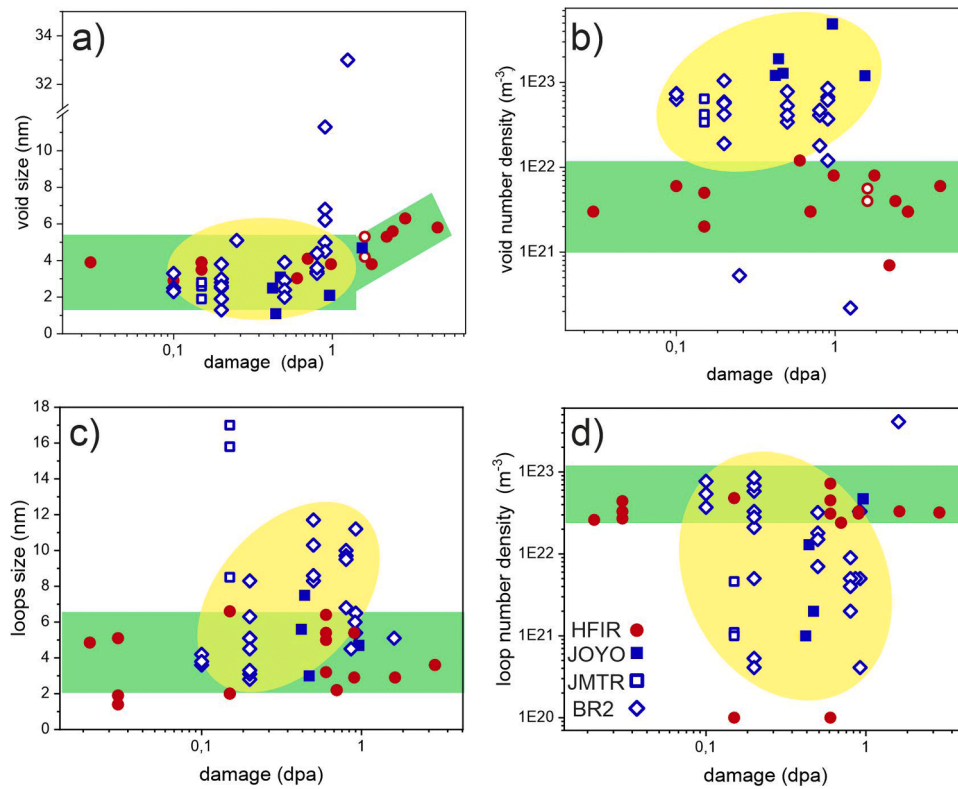 a)
33
32
10
8
6
4
2
0
0,1
1
void size (nm)
damage (dpa)
b)
1E23
1E22
1E21
0,1
1
void number density (m⁻³)
damage (dpa)
c)
18
16
14
12
10
8
6
4
2
0
0,1
1
loops size (nm)
damage (dpa)
d)
1E23
1E22
1E21
1E20
0,1
1
loop number density (m⁻³)
damage (dpa)
HFIR
JOYO
JMTR
BR2